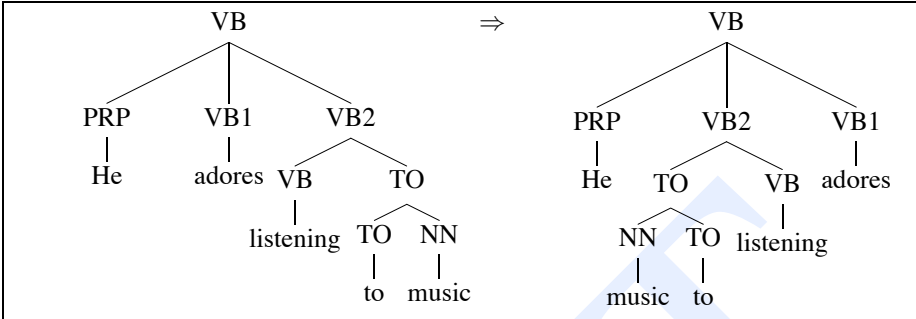 VB ⇒ VB
PRP VB1 VB2 PRP VB2 VB1
He adores VB TO He TO VB adores
listening TO NN NN TO listening
to music music to